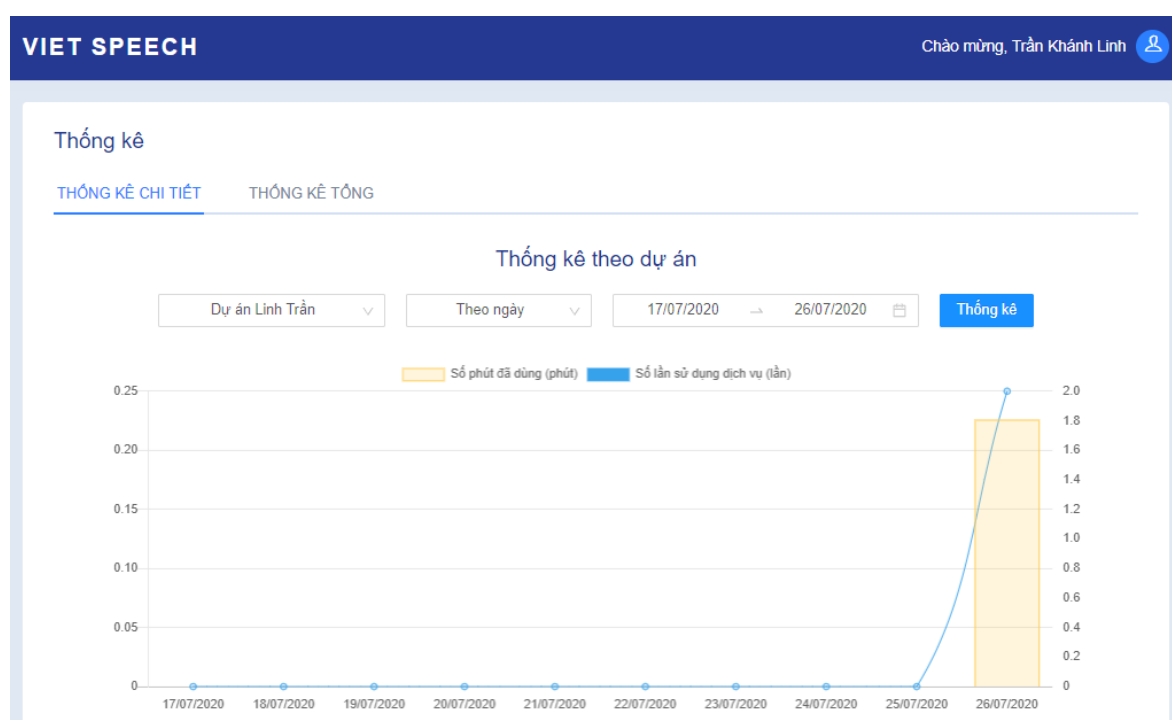 VIET SPEECH
Chào mừng, Trần Khánh Linh
Thống kê
THỐNG KÊ CHI TIẾT THỐNG KÊ TỔNG
Thống kê theo dự án
Dự án Linh Trần Theo ngày 17/07/2020 → 26/07/2020 Thống kê
Số phút đã dùng (phút) Số lần sử dụng dịch vụ (lần)
0.25 2.0
1.8
0.20 1.6
1.4
0.15 1.2
1.0
0.10 0.8
0.6
0.05 0.4
0.2
0 0
17/07/2020 18/07/2020 19/07/2020 20/07/2020 21/07/2020 22/07/2020 23/07/2020 24/07/2020 25/07/2020 26/07/2020